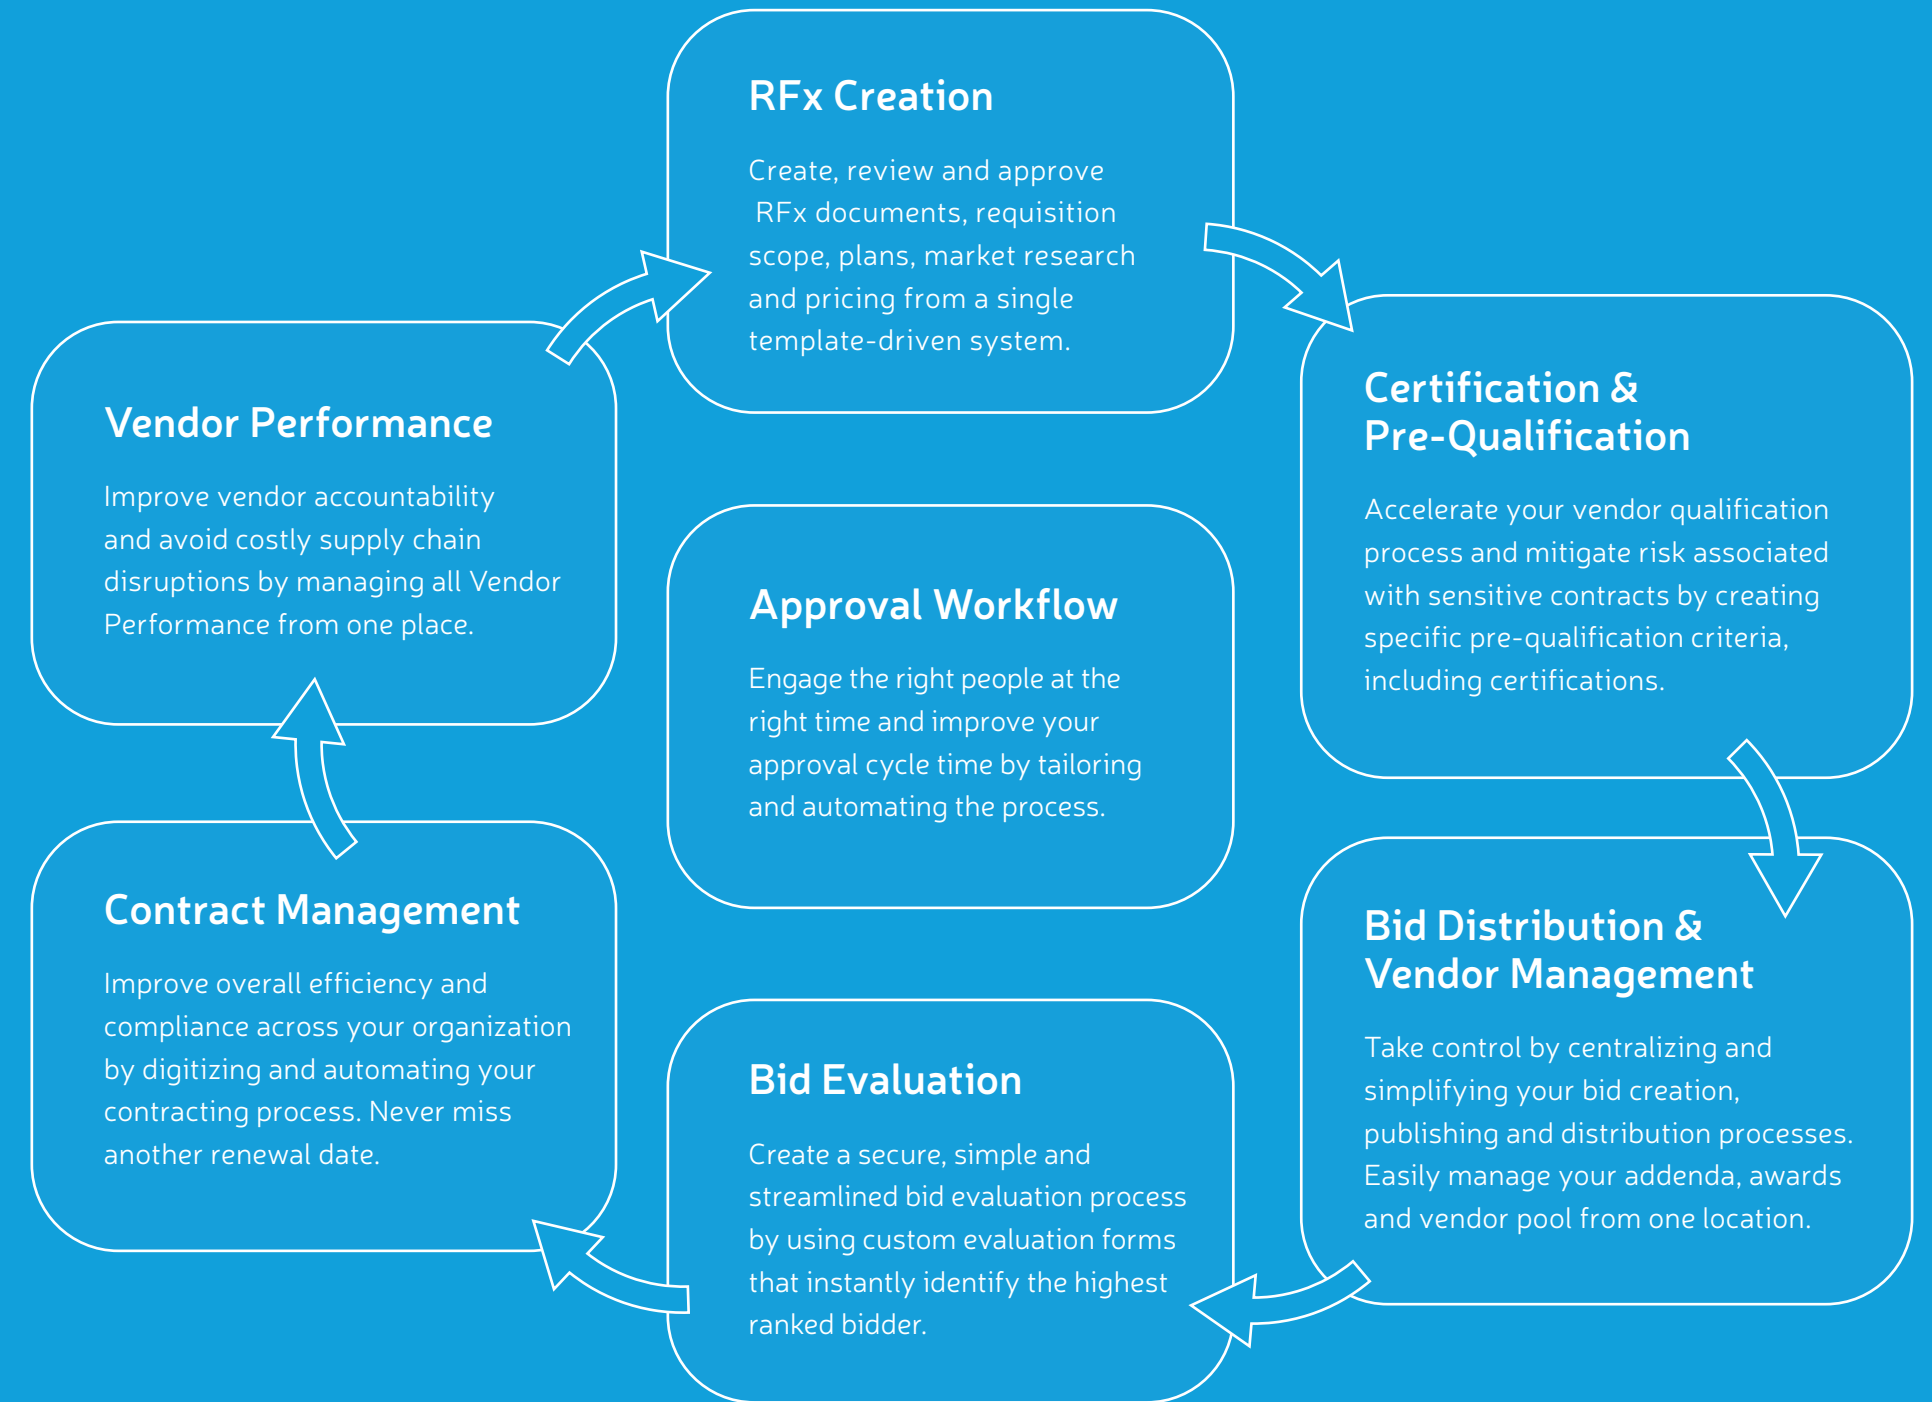 RFx Creation
Create, review and approve
RFx documents, requisition
scope, plans, market research
and pricing from a single
template-driven system.
Certification &
Pre-Qualification
Accelerate your vendor qualification
process and mitigate risk associated
with sensitive contracts by creating
specific pre-qualification criteria,
including certifications.
Bid Distribution &
Vendor Management
Take control by centralizing and
simplifying your bid creation,
publishing and distribution processes.
Easily manage your addenda, awards
and vendor pool from one location.
Bid Evaluation
Create a secure, simple and
streamlined bid evaluation process
by using custom evaluation forms
that instantly identify the highest
ranked bidder.
Contract Management
Improve overall efficiency and
compliance across your organization
by digitizing and automating your
contracting process. Never miss
another renewal date.
Vendor Performance
Improve vendor accountability
and avoid costly supply chain
disruptions by managing all Vendor
Performance from one place.
Approval Workflow
Engage the right people at the
right time and improve your
approval cycle time by tailoring
and automating the process.